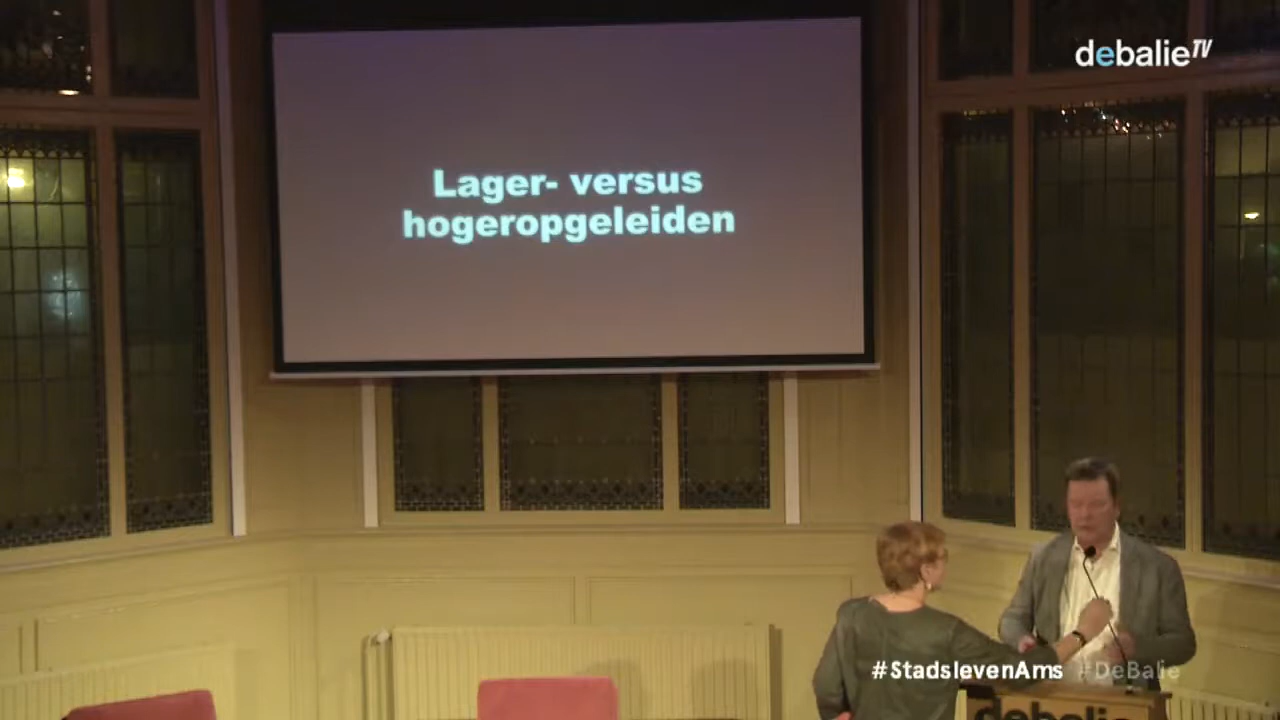 debalieTV
Lager- versus
hogeropgeleiden
#StadslevenAms #DeBalie
debalie